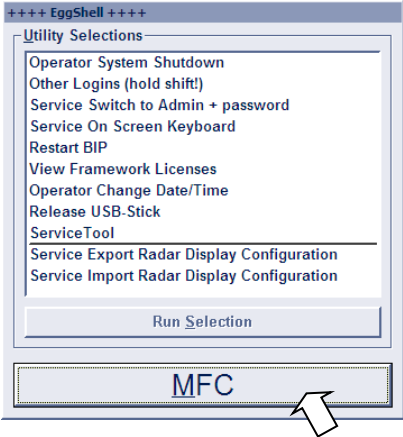 ++++ EggShell ++++
Utility Selections
Operator System Shutdown
Other Logins (hold shift!)
Service Switch to Admin + password
Service On Screen Keyboard
Restart BIP
View Framework Licenses
Operator Change Date/Time
Release USB-Stick
ServiceTool
Service Export Radar Display Configuration
Service Import Radar Display Configuration
Run Selection
MFC